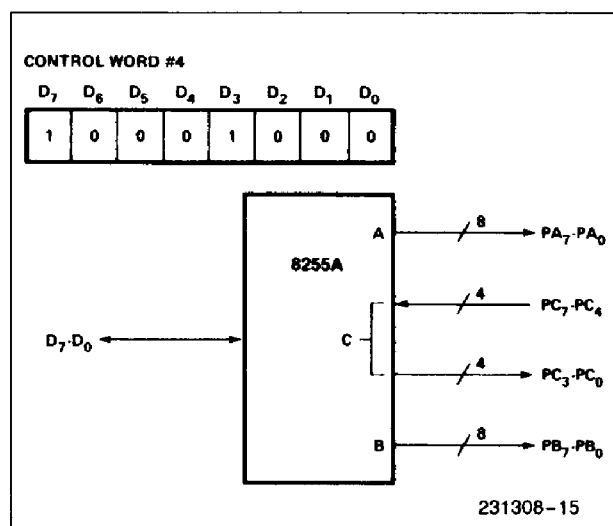 CONTROL WORD #4
D7 D6 D5 D4 D3 D2 D1 D0
1 0 0 0 1 0 0 0
A 8 PA7-PA0
8255A
4 PC7-PC4
D7-D0 C
4 PC3-PC0
B 8 PB7-PB0
231308-15